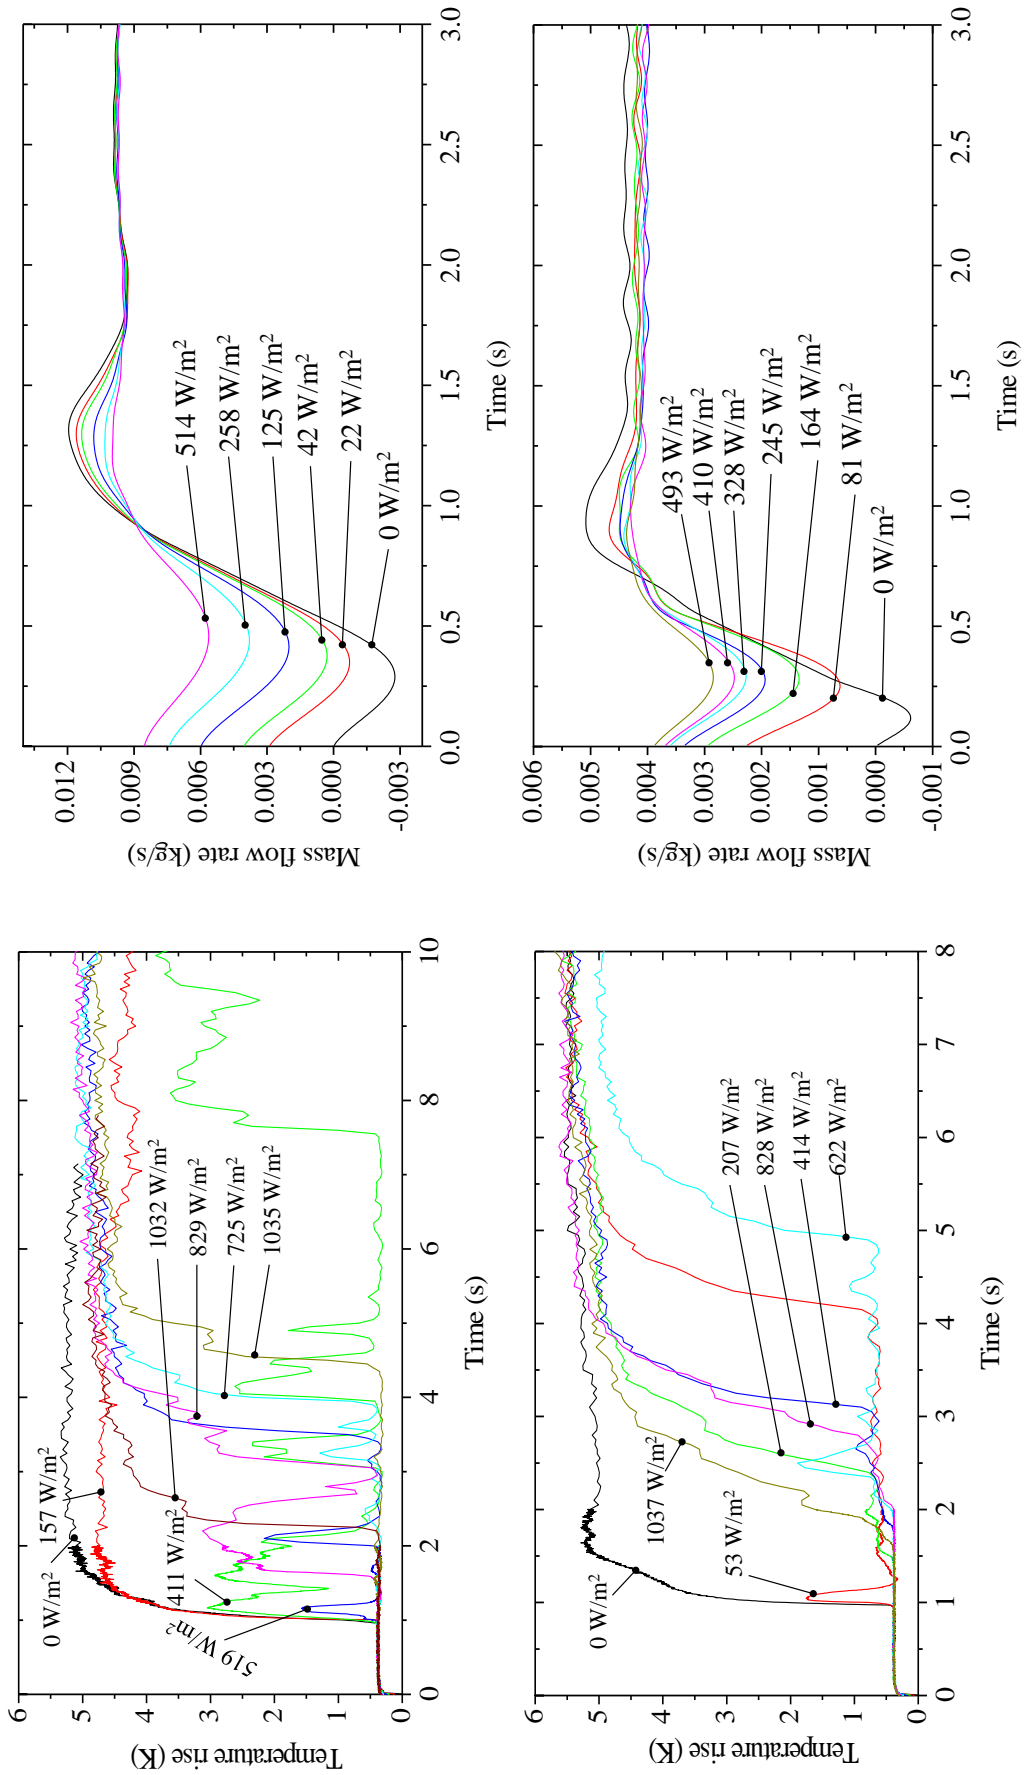 Temperature rise (K)
6
5
4
3
2
1
0
0 W/m²
157 W/m²
411 W/m²
519 W/m²
1032 W/m²
829 W/m²
725 W/m²
1035 W/m²
0
2
4
6
8
10
Time (s)
Mass flow rate (kg/s)
0.012
0.009
0.006
0.003
0.000
-0.003
514 W/m²
258 W/m²
125 W/m²
42 W/m²
22 W/m²
0 W/m²
0.0
0.5
1.0
1.5
2.0
2.5
3.0
Time (s)
Temperature rise (K)
6
5
4
3
2
1
0
0 W/m²
1037 W/m²
53 W/m²
207 W/m²
828 W/m²
414 W/m²
622 W/m²
0
1
2
3
4
5
6
7
8
Time (s)
Mass flow rate (kg/s)
0.006
0.005
0.004
0.003
0.002
0.001
0.000
-0.001
493 W/m²
410 W/m²
328 W/m²
245 W/m²
164 W/m²
81 W/m²
0 W/m²
0.0
0.5
1.0
1.5
2.0
2.5
3.0
Time (s)